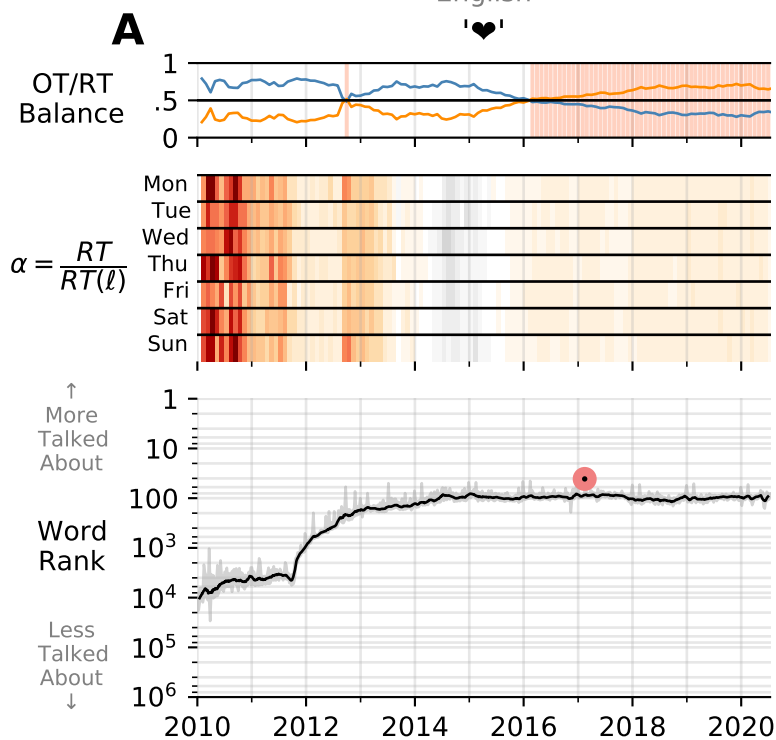 English
A
'❤'
OT/RT
Balance
1
.5
0
α = RT / RT(ℓ)
Mon
Tue
Wed
Thu
Fri
Sat
Sun
↑
More
Talked
About
Word
Rank
Less
Talked
About
↓
1
10
100
10³
10⁴
10⁵
10⁶
2010 2012 2014 2016 2018 2020